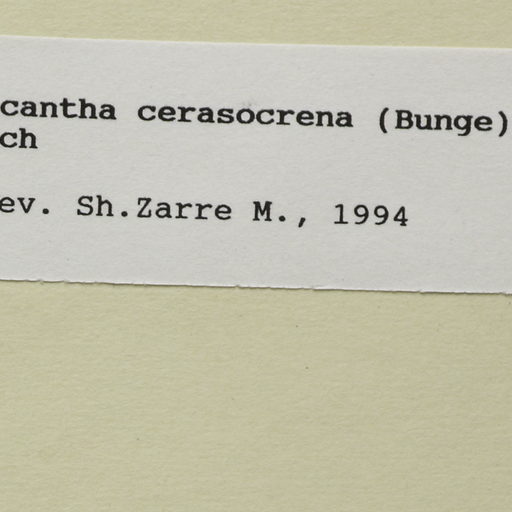 cantha cerasocrena (Bunge)
ch
ev. Sh.Zarre M., 1994